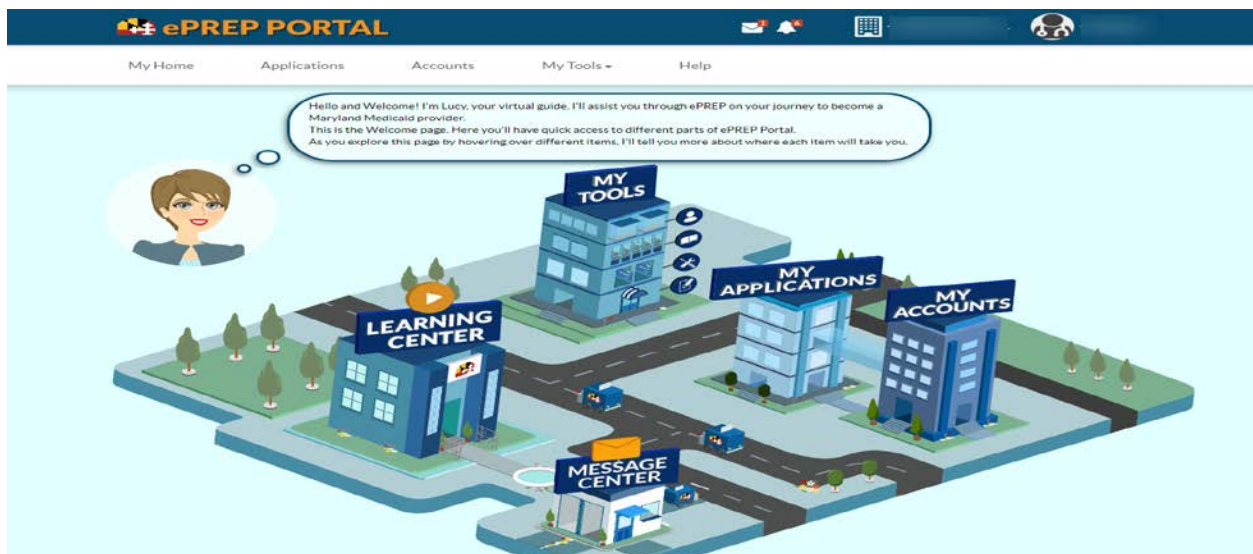 ePREP PORTAL
My Home Applications Accounts My Tools Help
Hello and Welcome! I'm Lucy, your virtual guide. I'll assist you through ePREP on your journey to become a
Maryland Medicaid provider.
This is the Welcome page. Here you'll have quick access to different parts of ePREP Portal.
As you explore this page by hovering over different items, I'll tell you more about where each item will take you.
MY
TOOLS
MY
APPLICATIONS
MY
ACCOUNTS
LEARNING
CENTER
MESSAGE
CENTER